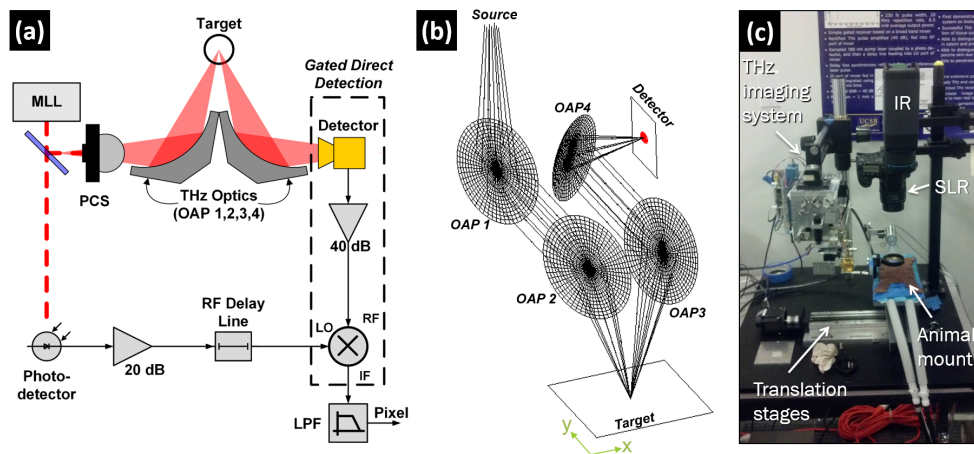 (a)
Target
Gated Direct
Detection
MLL
Detector
PCS
THz Optics
(OAP 1,2,3,4)
40 dB
RF Delay
Line
LO
RF
IF
20 dB
Photo-
detector
LPF
Pixel
(b)
Source
OAP4
Detector
OAP 1
OAP 2
OAP3
Target
y
x
(c)
THz
imaging
system
IR
SLR
UCSB
Animal
mount
Translation
stages